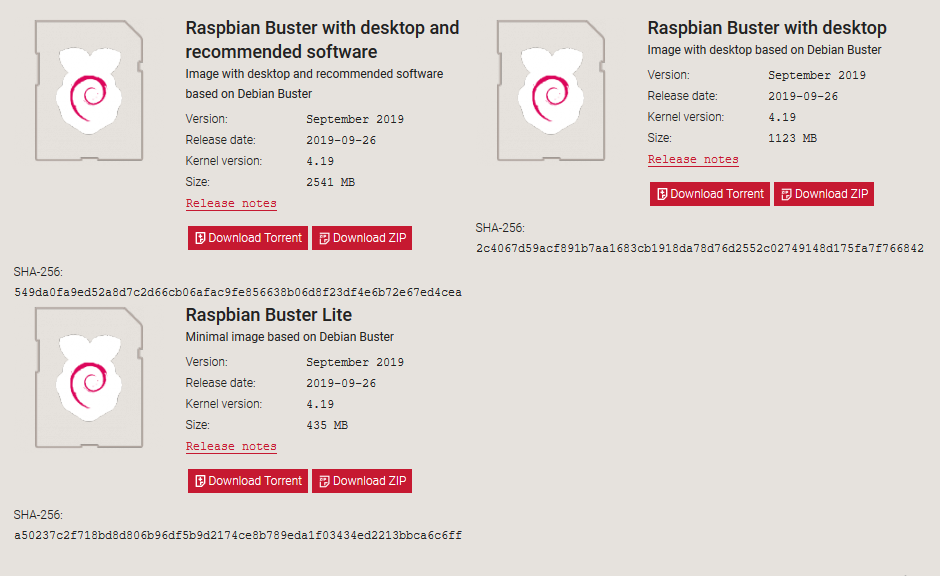 Raspbian Buster with desktop and
recommended software
Image with desktop and recommended software
based on Debian Buster
Version: September 2019
Release date: 2019-09-26
Kernel version: 4.19
Size: 2541 MB
Release notes
Download Torrent Download ZIP
SHA-256:
549da0fa9ed52a8d7c2d66cb06afac9fe856638b06d8f23df4e6b72e67ed4cea
Raspbian Buster with desktop
Image with desktop based on Debian Buster
Version: September 2019
Release date: 2019-09-26
Kernel version: 4.19
Size: 1123 MB
Release notes
Download Torrent Download ZIP
SHA-256:
2c4067d59acf891b7aa1683cb1918da78d76d2552c02749148d175fa7f766842
Raspbian Buster Lite
Minimal image based on Debian Buster
Version: September 2019
Release date: 2019-09-26
Kernel version: 4.19
Size: 435 MB
Release notes
Download Torrent Download ZIP
SHA-256:
a50237c2f718bd8d806b96df5b9d2174ce8b789eda1f03434ed2213bbca6c6ff